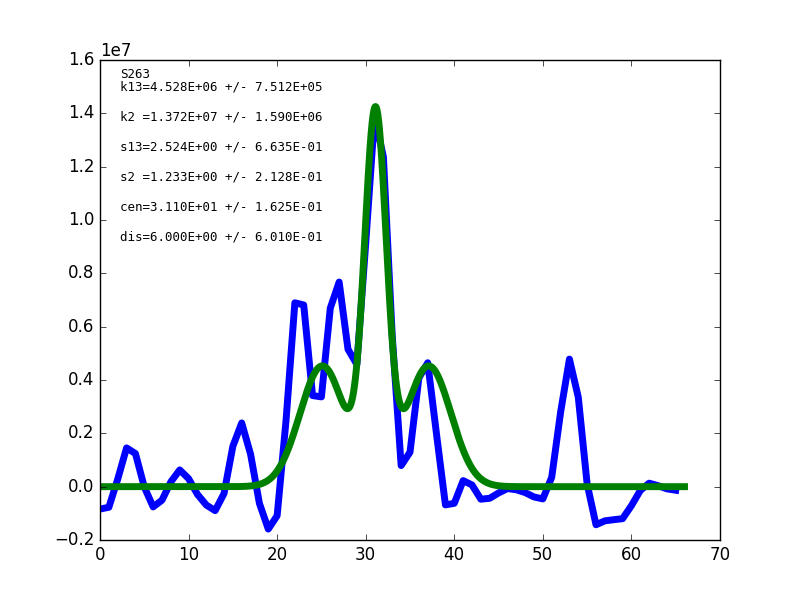 1e7
1.6
1.4
1.2
1.0
0.8
0.6
0.4
0.2
0.0
−0.2
S263
k13=4.528E+06 +/- 7.512E+05
k2 =1.372E+07 +/- 1.590E+06
s13=2.524E+00 +/- 6.635E-01
s2 =1.233E+00 +/- 2.128E-01
cen=3.110E+01 +/- 1.625E-01
dis=6.000E+00 +/- 6.010E-01
0 10 20 30 40 50 60 70